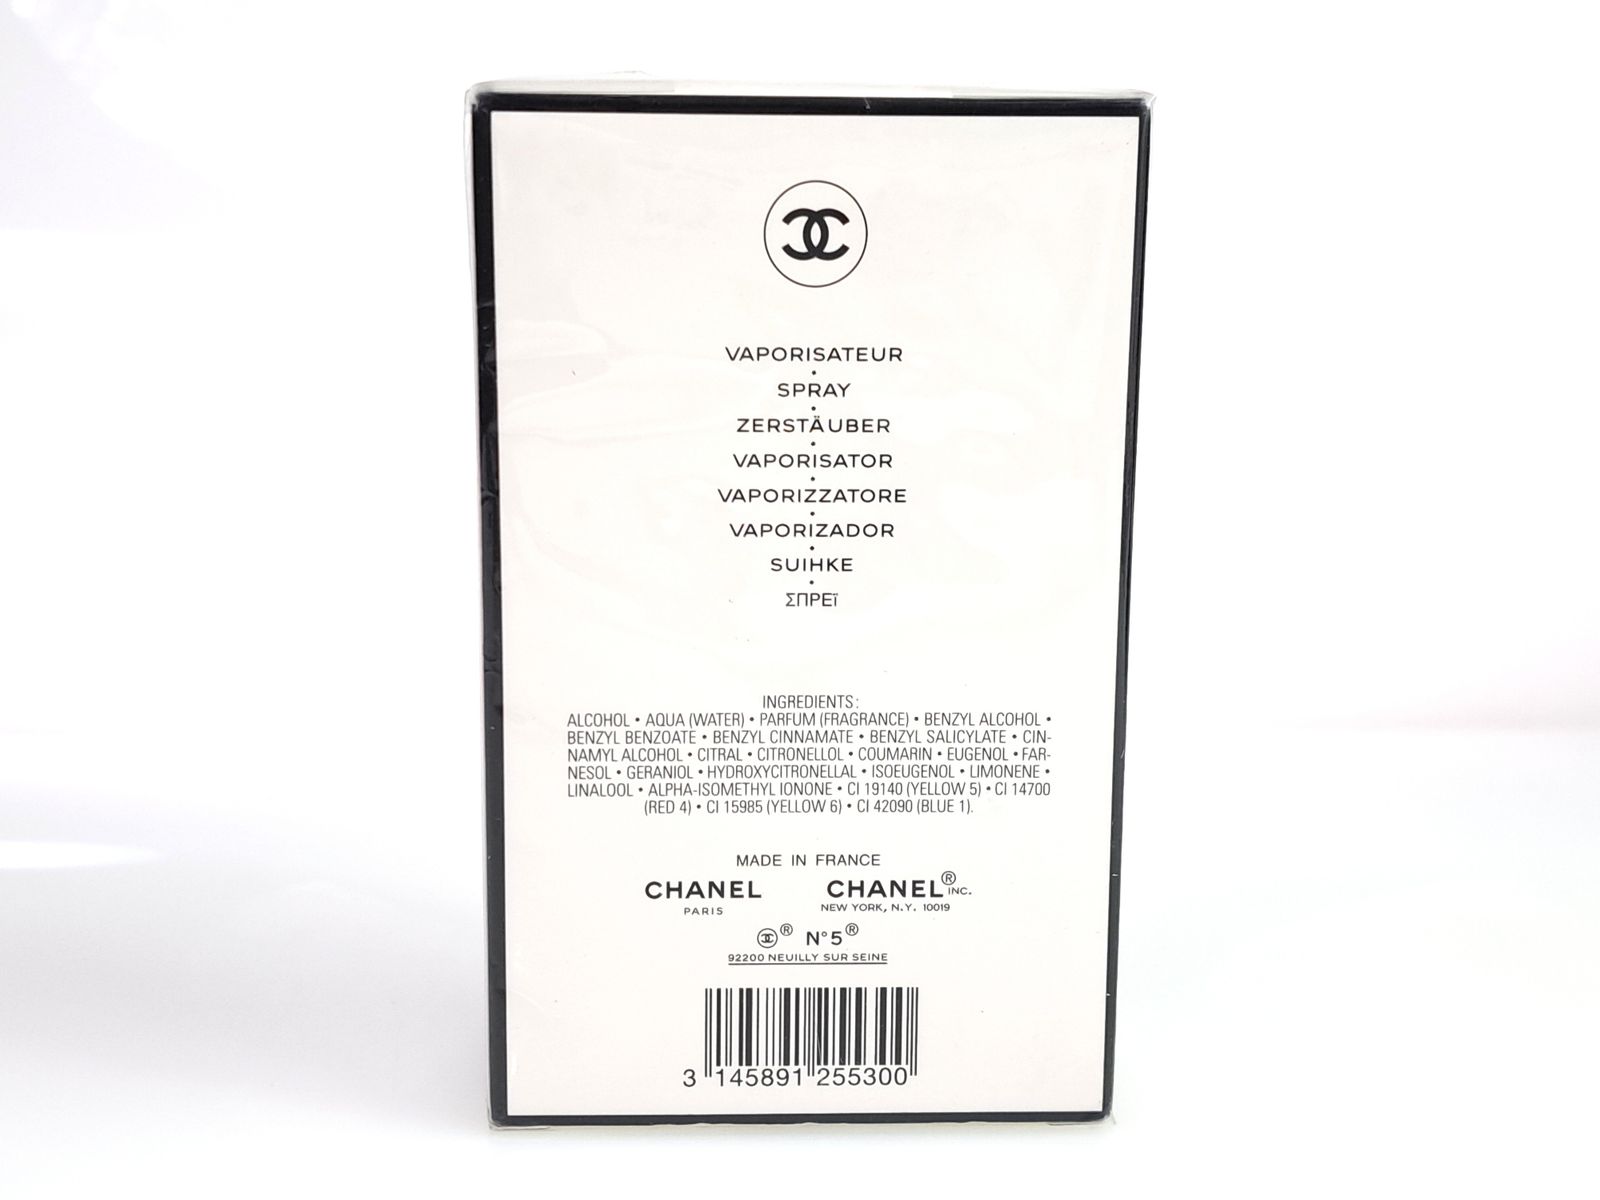 VAPORISATEUR
•
SPRAY
•
ZERSTÄUBER
•
VAPORISATOR
•
VAPORIZZATORE
•
VAPORIZADOR
•
SUIHKE
•
ΣΠΡΕϊ
INGREDIENTS:
ALCOHOL • AQUA (WATER) • PARFUM (FRAGRANCE) • BENZYL ALCOHOL •
BENZYL BENZOATE • BENZYL CINNAMATE • BENZYL SALICYLATE • CIN-
NAMYL ALCOHOL • CITRAL • CITRONELLOL • COUMARIN • EUGENOL • FAR-
NESOL • GERANIOL • HYDROXYCITRONELLAL • ISOEUGENOL • LIMONENE •
LINALOOL • ALPHA-ISOMETHYL IONONE • CI 19140 (YELLOW 5) • CI 14700
(RED 4) • CI 15985 (YELLOW 6) • CI 42090 (BLUE 1).
MADE IN FRANCE
CHANEL CHANEL® INC.
PARIS NEW YORK, N.Y. 10019
® N°5®
92200 NEUILLY SUR SEINE
3 145891 255300